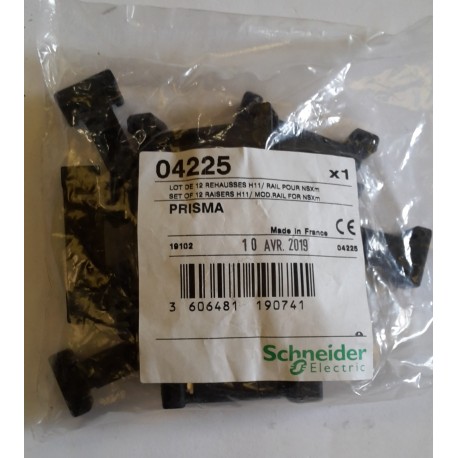 04225 x1
LOT DE 12 REHAUSSES H11/ RAIL POUR NSXm
SET OF 12 RAISERS H11/ MOD.RAIL FOR NSXm
PRISMA
Made in France CE
19102 10 AVR. 2019 04225
3 606481 190741
Schneider
Electric